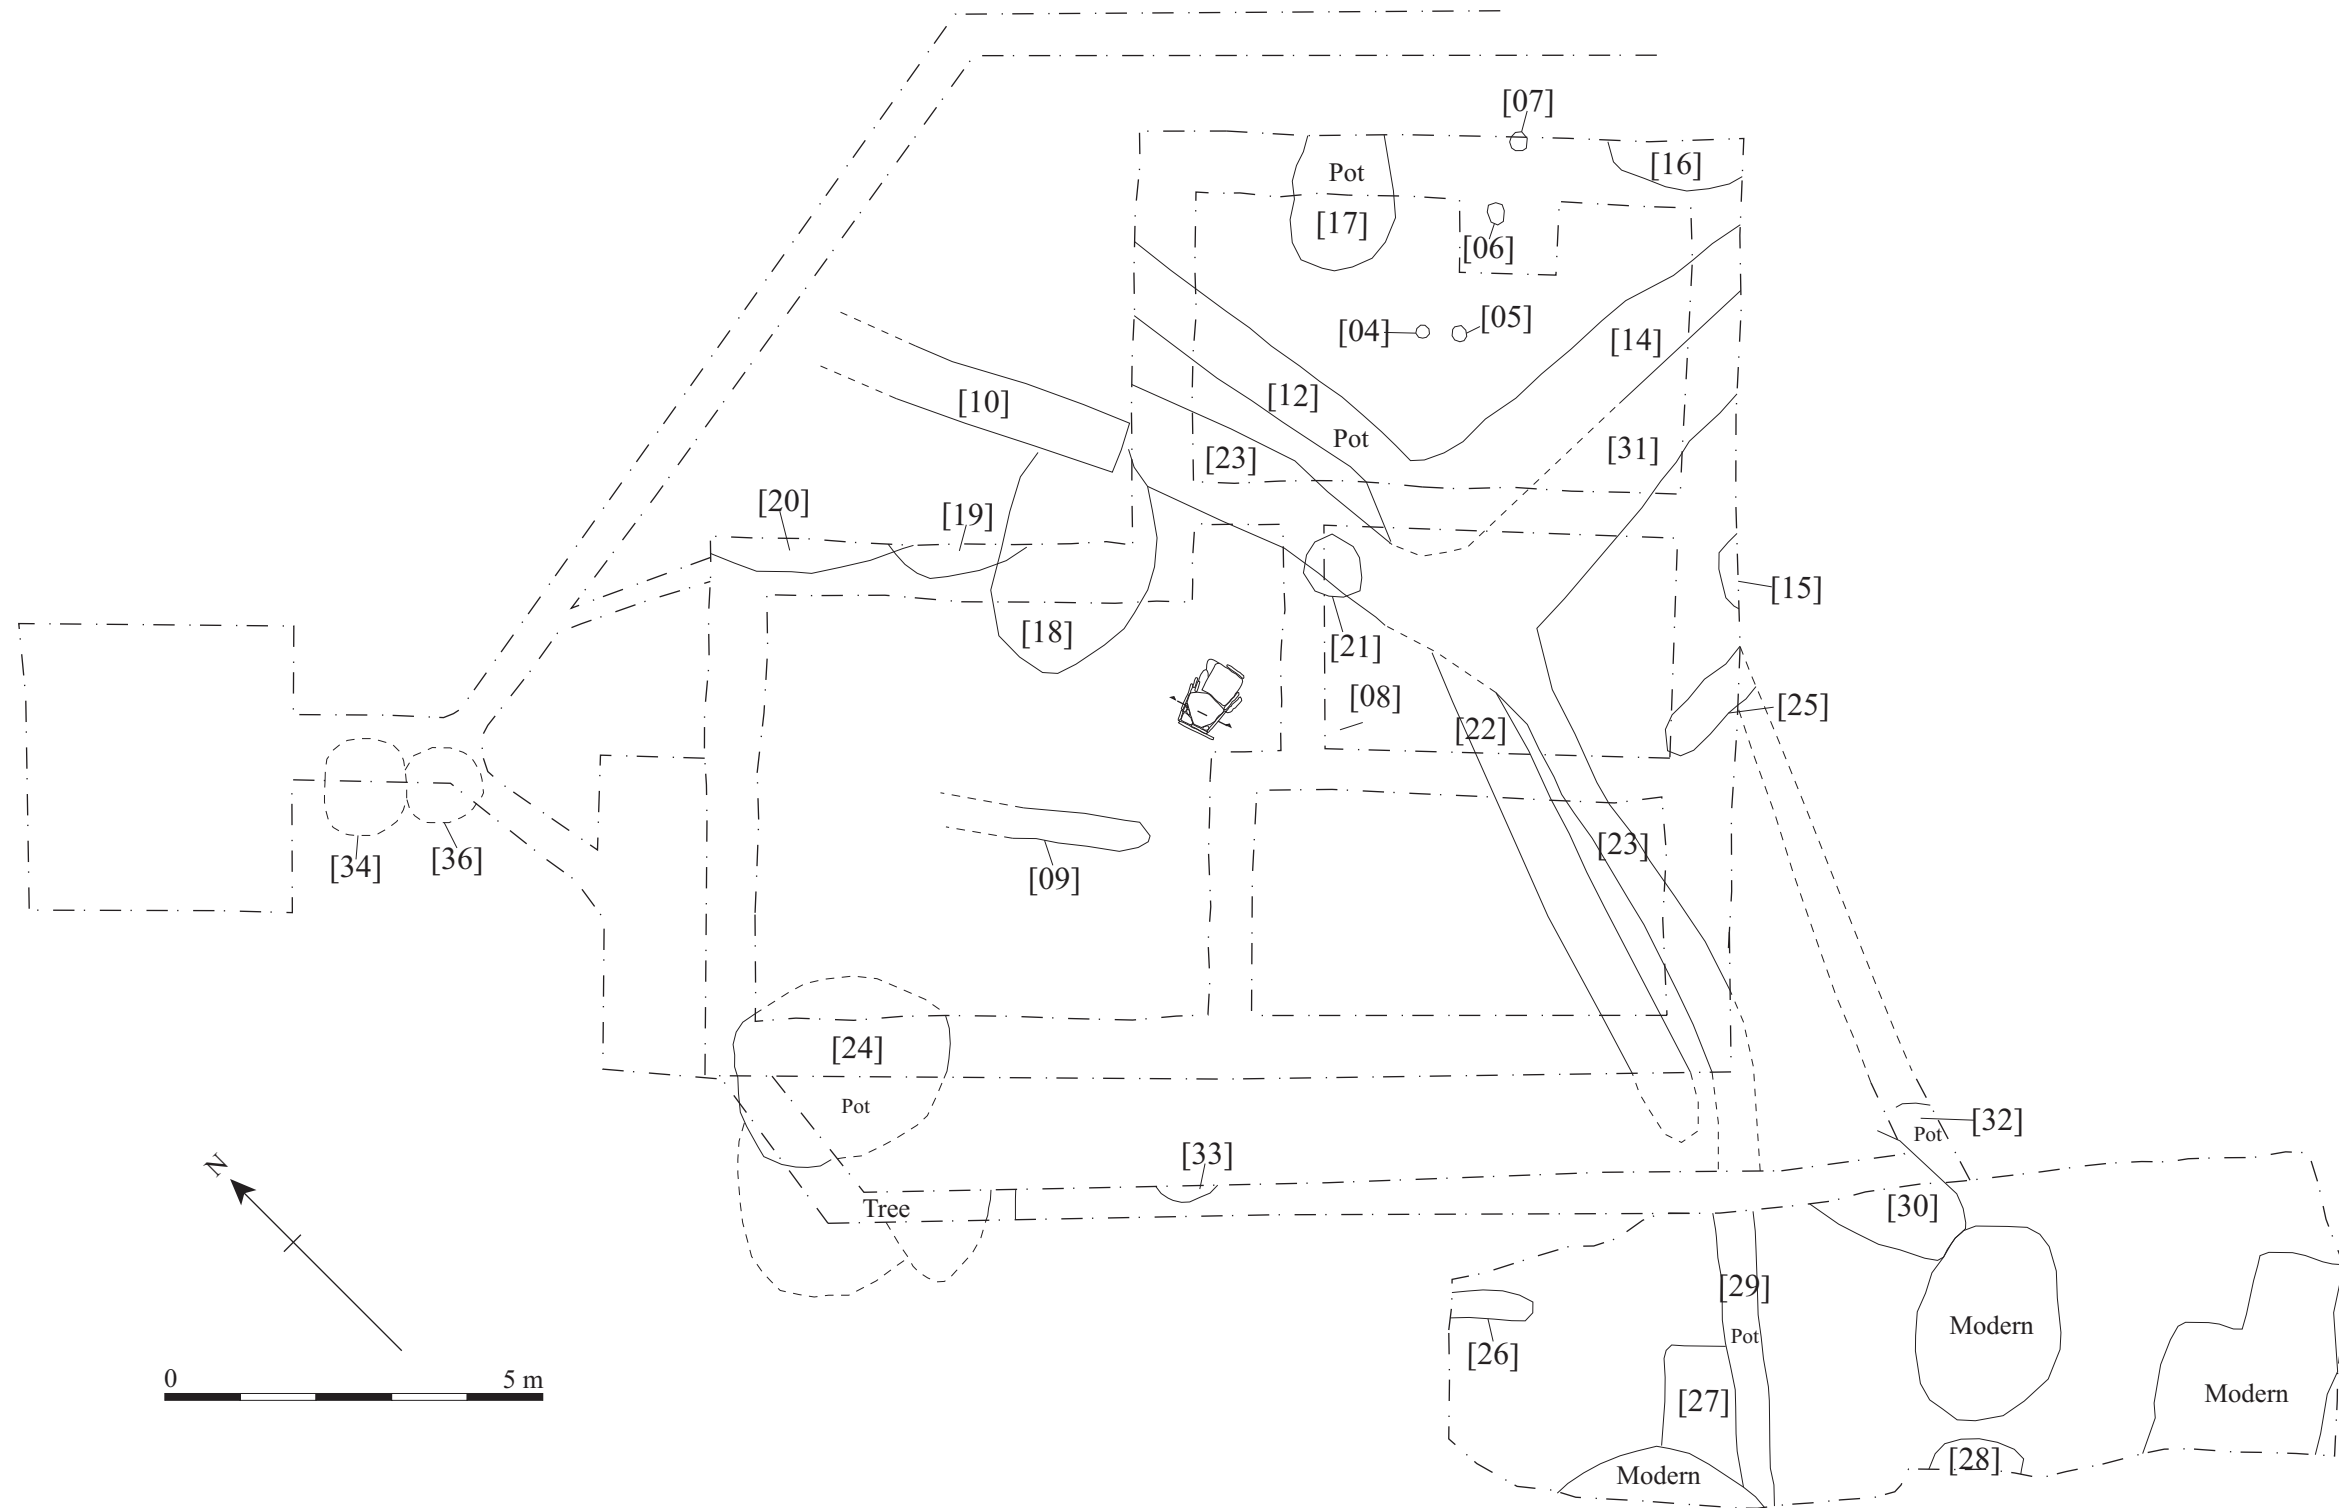 [07]
[16]
Pot
[17]
[06]
[04]
[05]
[14]
[12]
[10]
Pot
[31]
[23]
[20]
[19]
[15]
[18]
[21]
[08]
[25]
[22]
[23]
[34]
[36]
[09]
[24]
Pot
[32]
Pot
[33]
N
Tree
[30]
[29]
Modern
Pot
[26]
0 5 m
[27]
Modern
[28]
Modern